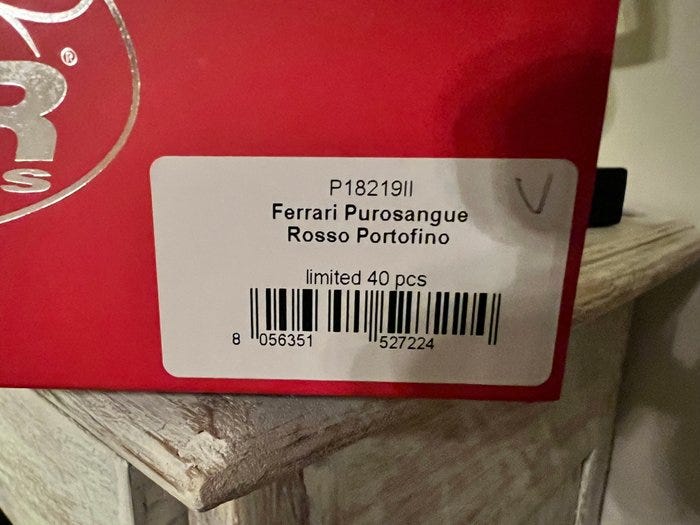 R®
S
P18219II
V
Ferrari Purosangue
Rosso Portofino
limited 40 pcs
8 056351 527224